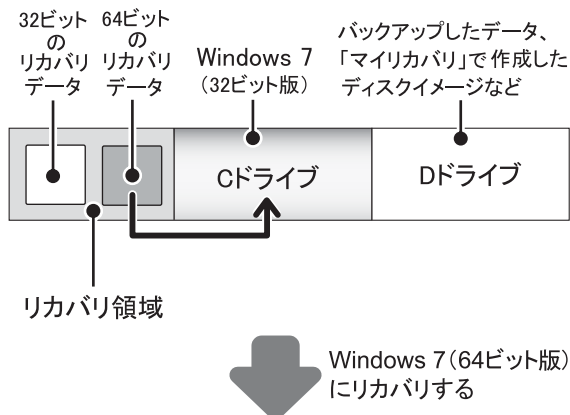 32ビット
の
リカバリ
データ
64ビット
の
リカバリ
データ
Windows 7
(32ビット版)
バックアップしたデータ、
「マイリカバリ」で作成した
ディスクイメージなど
Cドライブ
Dドライブ
リカバリ領域
Windows 7(64ビット版)
にリカバリする